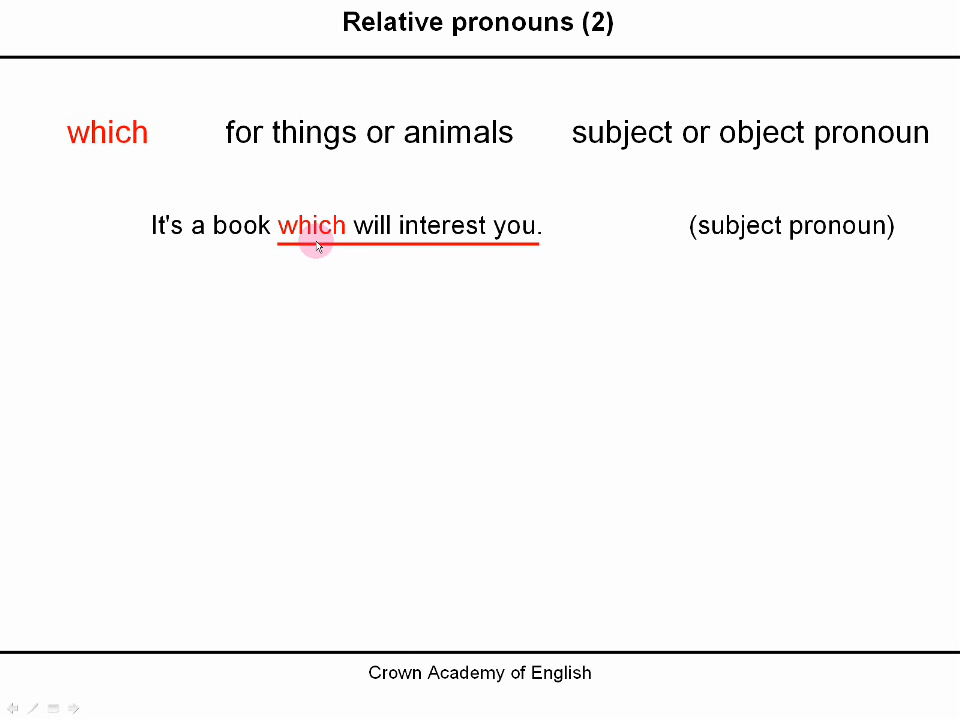 Relative pronouns (2)
which for things or animals subject or object pronoun
It's a book which will interest you. (subject pronoun)
Crown Academy of English